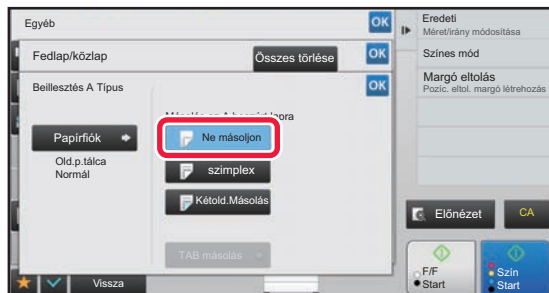 Egyéb
OK
Fedlap/közlap
Összes törlése
OK
Beillesztés A Típus
OK
Papírfiók
Old.p.tálca
Normál
Ne másoljon
szimplex
Kétold.Másolás
TAB másolás
Vissza
Eredeti
Méret/irány módosítása
Színes mód
Margó eltolás
Pozíc. eltol. margó létrehozás
Előnézet
CA
F/F
Start
Szín
Start